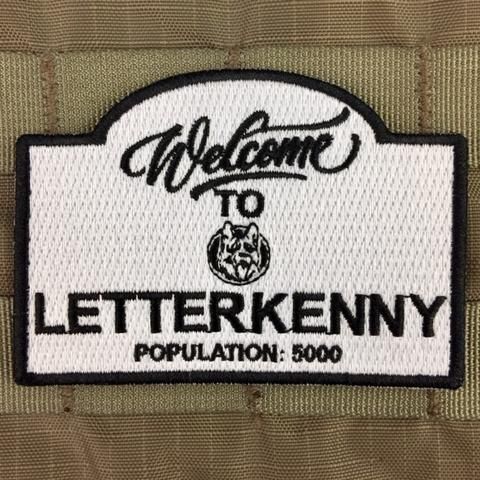 Welcome
TO
LETTERKENNY
POPULATION: 5000